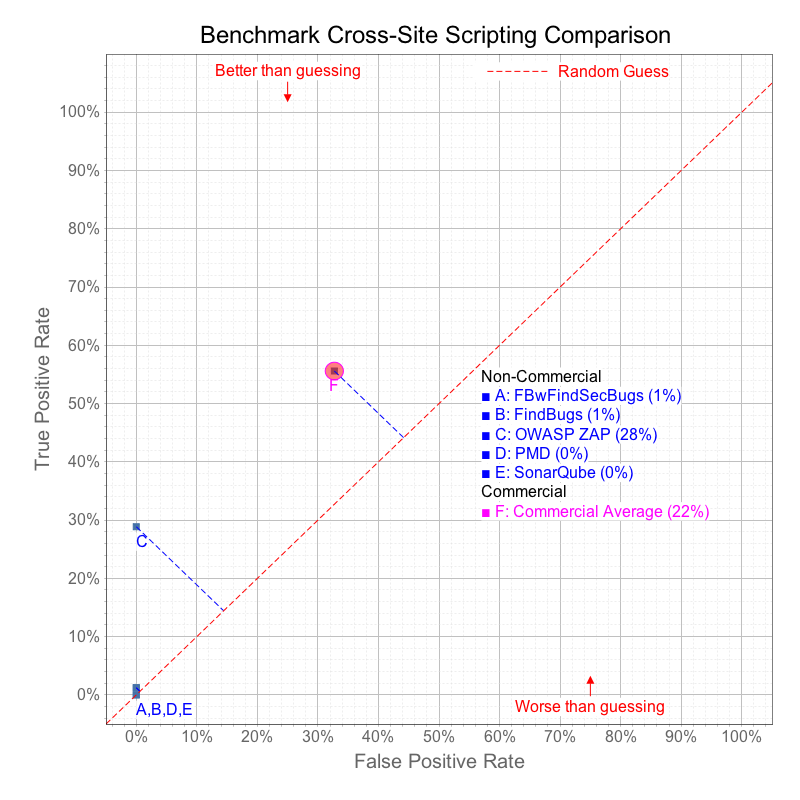 Benchmark Cross-Site Scripting Comparison
Better than guessing
Random Guess
100%
90%
80%
70%
60%
50%
40%
30%
20%
10%
0%
True Positive Rate
F
C
A,B,D,E
Non-Commercial
A: FBwFindSecBugs (1%)
B: FindBugs (1%)
C: OWASP ZAP (28%)
D: PMD (0%)
E: SonarQube (0%)
Commercial
F: Commercial Average (22%)
Worse than guessing
0% 10% 20% 30% 40% 50% 60% 70% 80% 90% 100%
False Positive Rate